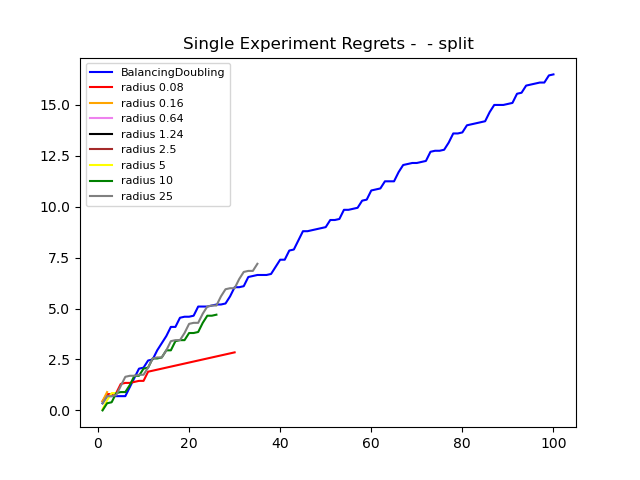 Single Experiment Regrets -  - split
15.0
12.5
10.0
7.5
5.0
2.5
0.0
BalancingDoubling
radius 0.08
radius 0.16
radius 0.64
radius 1.24
radius 2.5
radius 5
radius 10
radius 25
0 20 40 60 80 100